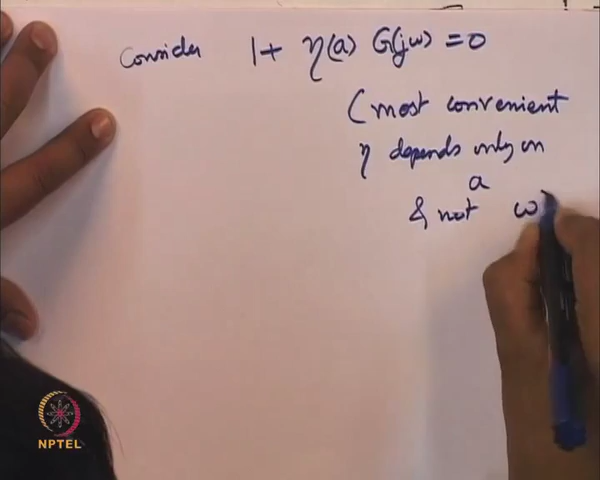 Consider 1 + η(a) G(jω) = 0
(most convenient
η depends only on
a
& not ω
NPTEL